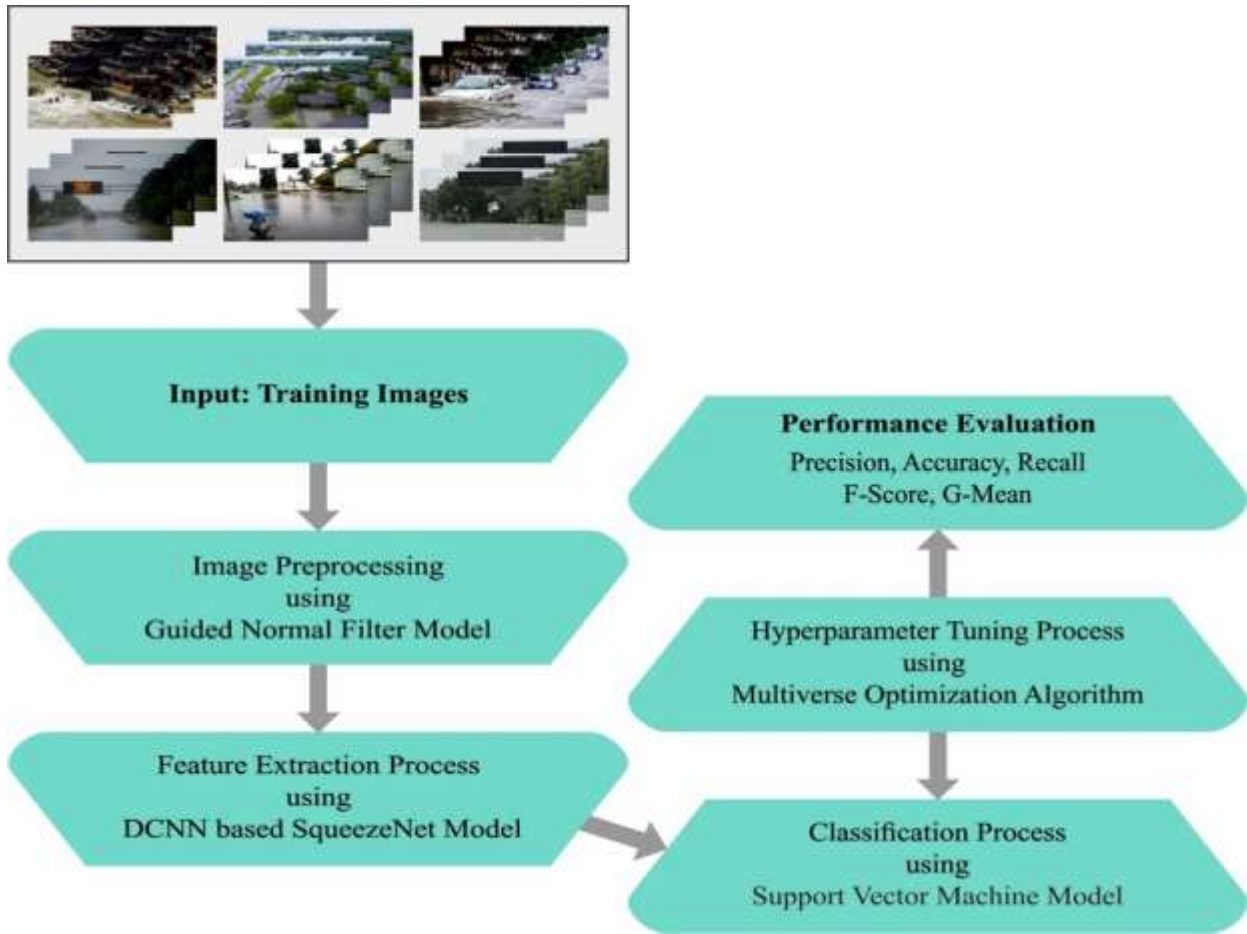 Input: Training Images
Image Preprocessing
using
Guided Normal Filter Model
Feature Extraction Process
using
DCNN based SqueezeNet Model
Performance Evaluation
Precision, Accuracy, Recall
F-Score, G-Mean
Hyperparameter Tuning Process
using
Multiverse Optimization Algorithm
Classification Process
using
Support Vector Machine Model